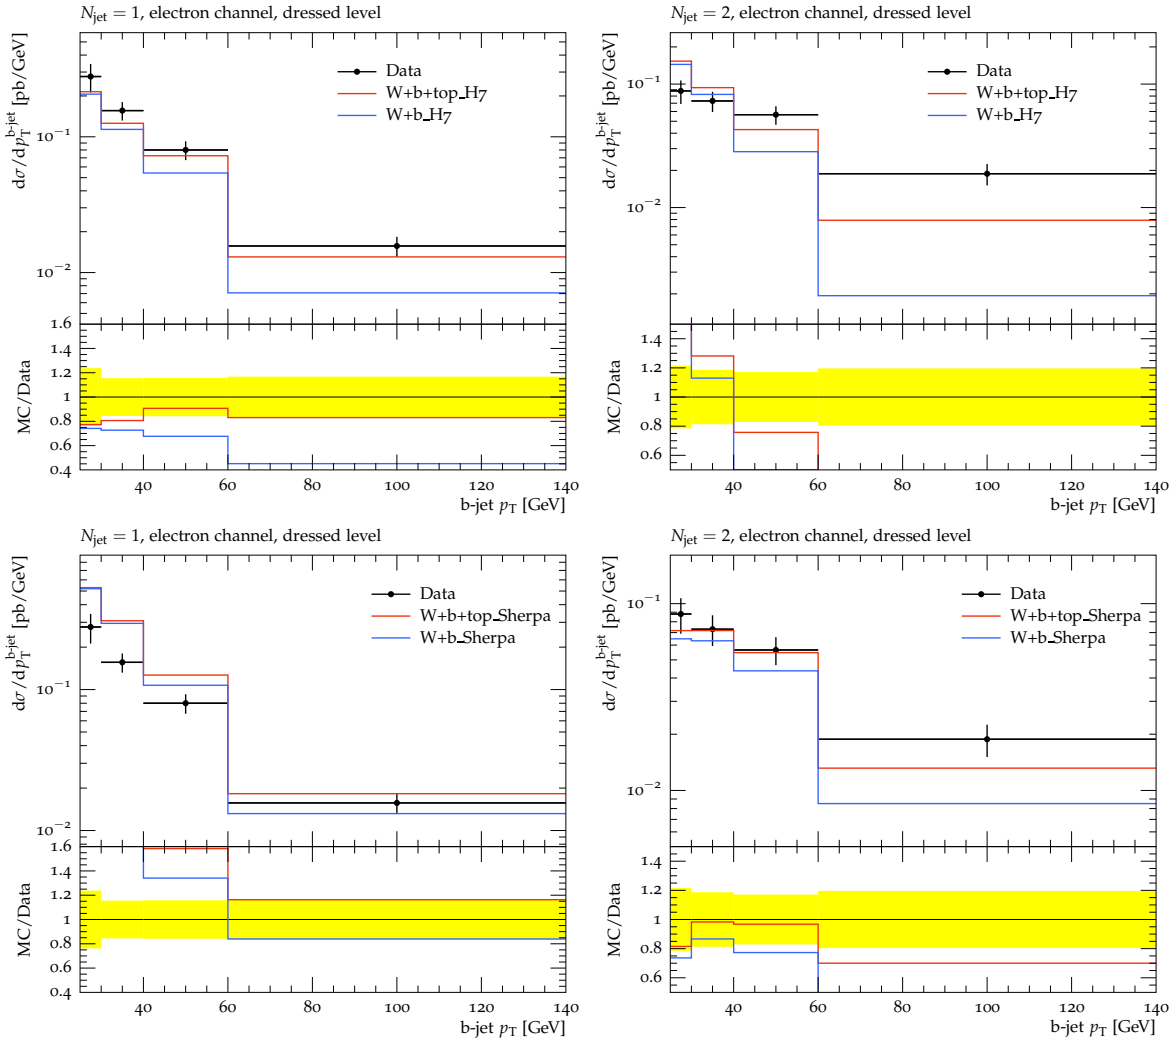 N_jet = 1, electron channel, dressed level
dσ/dp_T^b-jet [pb/GeV]
Data
W+b+top_H7
W+b_H7
10^−1
10^−2
MC/Data
1.6
1.4
1.2
1
0.8
0.6
0.4
40 60 80 100 120 140
b-jet p_T [GeV]
N_jet = 2, electron channel, dressed level
dσ/dp_T^b-jet [pb/GeV]
Data
W+b+top_H7
W+b_H7
10^−1
10^−2
MC/Data
1.4
1.2
1
0.8
0.6
40 60 80 100 120 140
b-jet p_T [GeV]
N_jet = 1, electron channel, dressed level
dσ/dp_T^b-jet [pb/GeV]
Data
W+b+top_Sherpa
W+b_Sherpa
10^−1
10^−2
MC/Data
1.6
1.4
1.2
1
0.8
0.6
0.4
40 60 80 100 120 140
b-jet p_T [GeV]
N_jet = 2, electron channel, dressed level
dσ/dp_T^b-jet [pb/GeV]
Data
W+b+top_Sherpa
W+b_Sherpa
10^−1
10^−2
MC/Data
1.4
1.2
1
0.8
0.6
40 60 80 100 120 140
b-jet p_T [GeV]